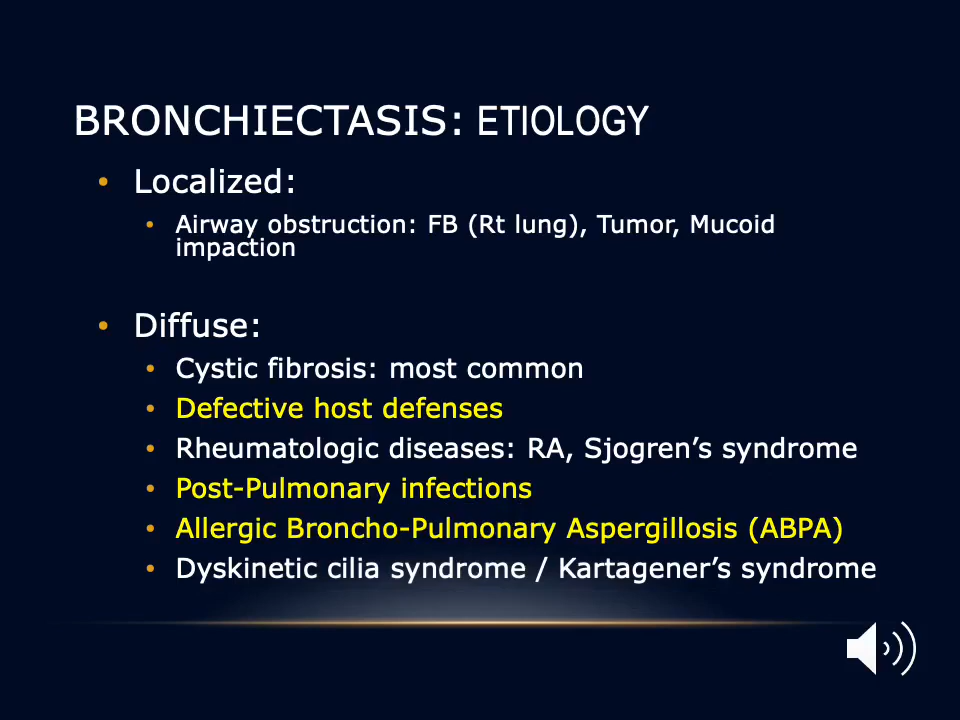 BRONCHIECTASIS: ETIOLOGY
• Localized:
• Airway obstruction: FB (Rt lung), Tumor, Mucoid
impaction
• Diffuse:
• Cystic fibrosis: most common
• Defective host defenses
• Rheumatologic diseases: RA, Sjogren’s syndrome
• Post-Pulmonary infections
• Allergic Broncho-Pulmonary Aspergillosis (ABPA)
• Dyskinetic cilia syndrome / Kartagener’s syndrome